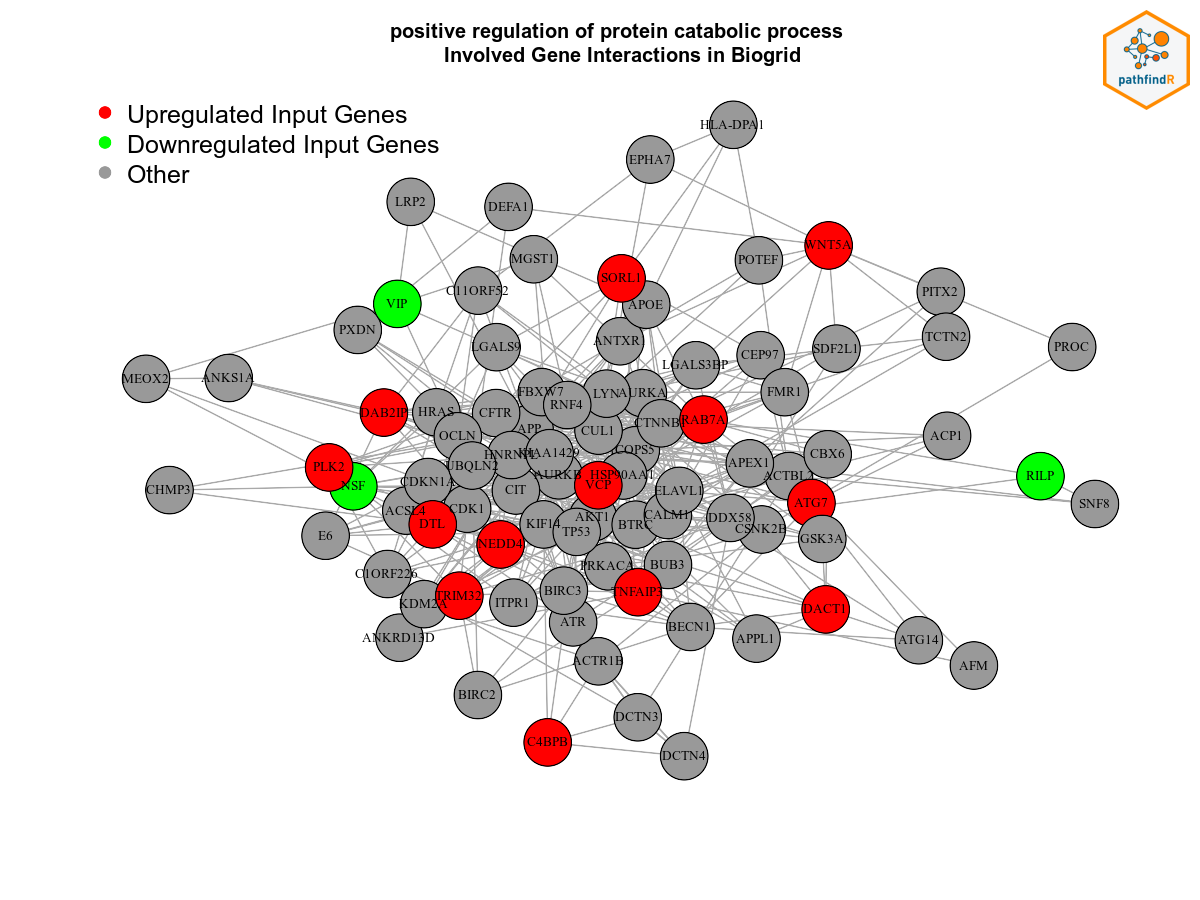 positive regulation of protein catabolic process
Involved Gene Interactions in Biogrid
pathfindR
Upregulated Input Genes
Downregulated Input Genes
Other
HLA-DPA1
EPHA7
LRP2
DEFA1
WNT5A
MGST1
POTEF
SORL1
C11ORF52
PITX2
VIP
APOE
PXDN
TCTN2
ANTXR1
LGALS9
PROC
SDF2L1
CEP97
LGALS3BP
MEOX2
ANKS1A
FBXW7
LYN
AURKA
FMR1
RNF4
DAB2IP
HRAS
CFTR
RAB7A
CTNNB1
APP
CUL1
OCLN
ACP1
COPS5
KIAA1429
CBX6
UBQLN2
APEX1
PLK2
AURKB
HSP90AA1
ACTBL2
RILP
CDKN1A
NSF
VCP
CHMP3
CIT
ELAVL1
ATG7
SNF8
ACSL4
CDK1
AKT1
CALM1
DTL
KIF14
BTRC
DDX58
CSNK2B
TP53
E6
GSK3A
NEDD4
PRKACA
BUB3
C1ORF226
BIRC3
TNFAIP3
TRIM32
KDM2A
ITPR1
DACT1
ATR
BECN1
ANKRD13D
APPL1
ATG14
ACTR1B
AFM
BIRC2
DCTN3
C4BPB
DCTN4